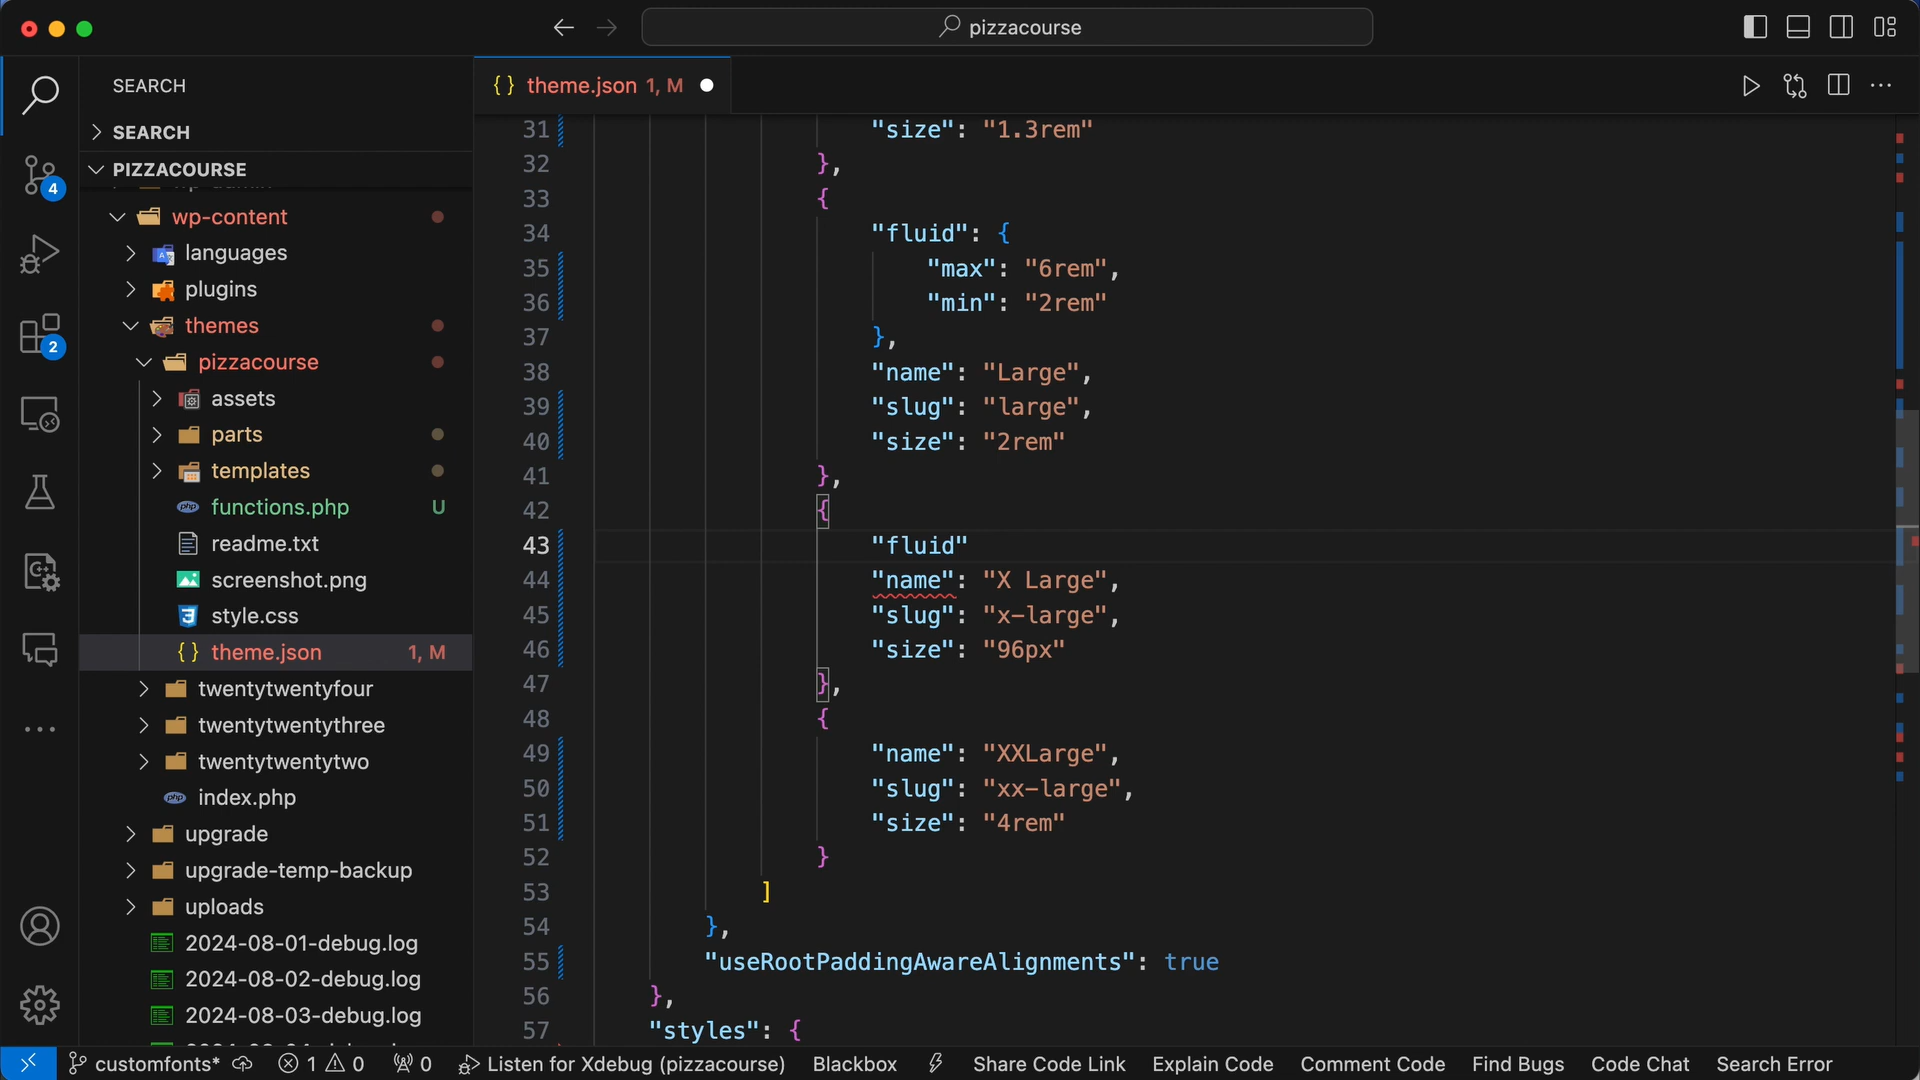 pizzacourse
SEARCH
SEARCH
PIZZACOURSE
wp-content
languages
plugins
themes
pizzacourse
assets
parts
templates
functions.php U
readme.txt
screenshot.png
style.css
{} theme.json 1, M
twentytwentyfour
twentytwentythree
twentytwentytwo
index.php
upgrade
upgrade-temp-backup
uploads
2024-08-01-debug.log
2024-08-02-debug.log
2024-08-03-debug.log
4
2
{} theme.json 1, M
31 "size": "1.3rem"
32 },
33 {
34 "fluid": {
35 "max": "6rem",
36 "min": "2rem"
37 },
38 "name": "Large",
39 "slug": "large",
40 "size": "2rem"
41 },
42 {
43 "fluid"
44 "name": "X Large",
45 "slug": "x-large",
46 "size": "96px"
47 },
48 {
49 "name": "XXLarge",
50 "slug": "xx-large",
51 "size": "4rem"
52 }
53 ]
54 },
55 "useRootPaddingAwareAlignments": true
56 },
57 "styles": {
customfonts* 1 0 0 Listen for Xdebug (pizzacourse) Blackbox Share Code Link Explain Code Comment Code Find Bugs Code Chat Search Error